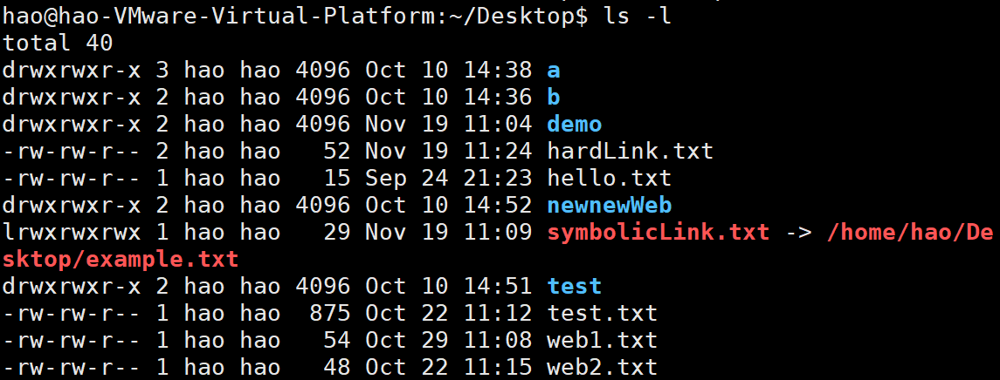 hao@hao-VMware-Virtual-Platform:~/Desktop$ ls -l
total 40
drwxrwxr-x 3 hao hao 4096 Oct 10 14:38 a
drwxrwxr-x 2 hao hao 4096 Oct 10 14:36 b
drwxrwxr-x 2 hao hao 4096 Nov 19 11:04 demo
-rw-rw-r-- 2 hao hao   52 Nov 19 11:24 hardLink.txt
-rw-rw-r-- 1 hao hao   15 Sep 24 21:23 hello.txt
drwxrwxr-x 2 hao hao 4096 Oct 10 14:52 newnewWeb
lrwxrwxrwx 1 hao hao   29 Nov 19 11:09 symbolicLink.txt -> /home/hao/De
sktop/example.txt
drwxrwxr-x 2 hao hao 4096 Oct 10 14:51 test
-rw-rw-r-- 1 hao hao  875 Oct 22 11:12 test.txt
-rw-rw-r-- 1 hao hao   54 Oct 29 11:08 web1.txt
-rw-rw-r-- 1 hao hao   48 Oct 22 11:15 web2.txt